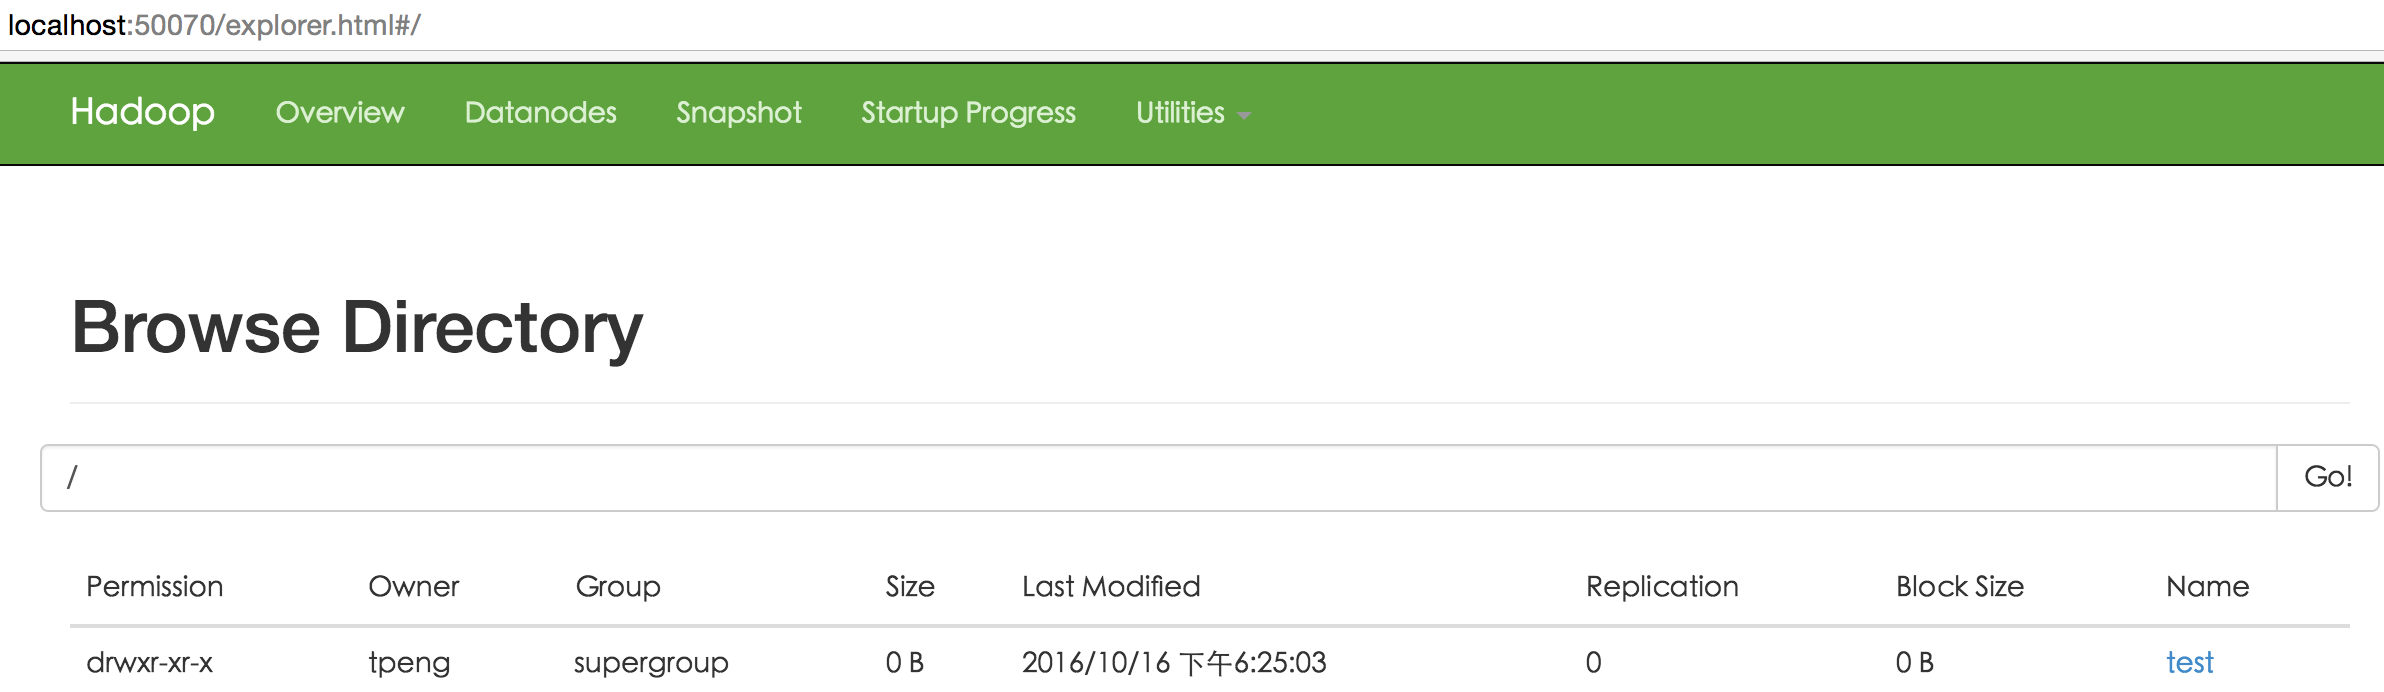 localhost:50070/explorer.html#/
Hadoop Overview Datanodes Snapshot Startup Progress Utilities
Browse Directory
/ Go!
Permission Owner Group Size Last Modified Replication Block Size Name
drwxr-xr-x tpeng supergroup 0 B 2016/10/16 下午6:25:03 0 0 B test